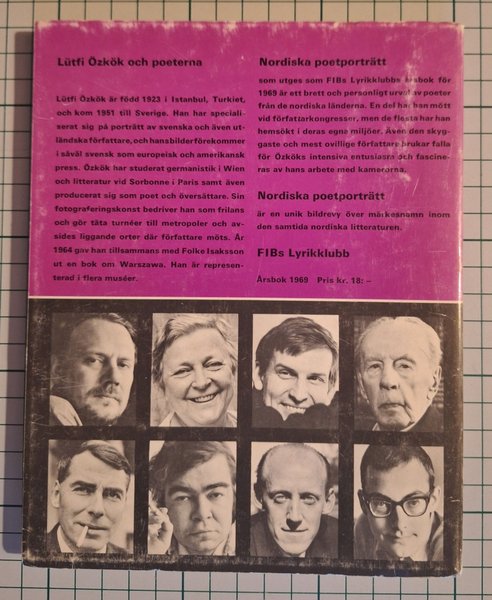 Lütfi Özkök och poeterna
Lütfi Özkök är född 1923 i Istanbul, Turkiet,
och kom 1951 till Sverige. Han har speciali-
serat sig på porträtt av svenska och även ut-
ländska författare, och hans bilder förekommer
i såväl svensk som europeisk och amerikansk
press. Özkök har studerat germanistik i Wien
och litteratur vid Sorbonne i Paris samt även
producerat sig som poet och översättare. Sin
fotograferingskonst bedriver han som frilans
och gör täta turnéer till metropoler och av-
sides liggande orter där författare möts. År
1964 gav han tillsammans med Folke Isaksson
ut en bok om Warszawa. Han är represen-
terad i flera muséer.
Nordiska poetporträtt
som utges som FIBs Lyrikklubbs årsbok för
1969 är ett brett och personligt urval av poeter
från de nordiska länderna. En del har han mött
vid författarkongresser, men de flesta har han
hemsökt i deras egna miljöer. Även den skyg-
gaste och mest ovillige författare brukar falla
för Özköks intensiva entusiasm och fascine-
ras av hans arbete med kameran.
Nordiska poetporträtt
är en unik bildrevy över märkesnamn inom
den samtida nordiska litteraturen.
FIBs Lyrikklubb
Årsbok 1969 Pris kr. 18: –